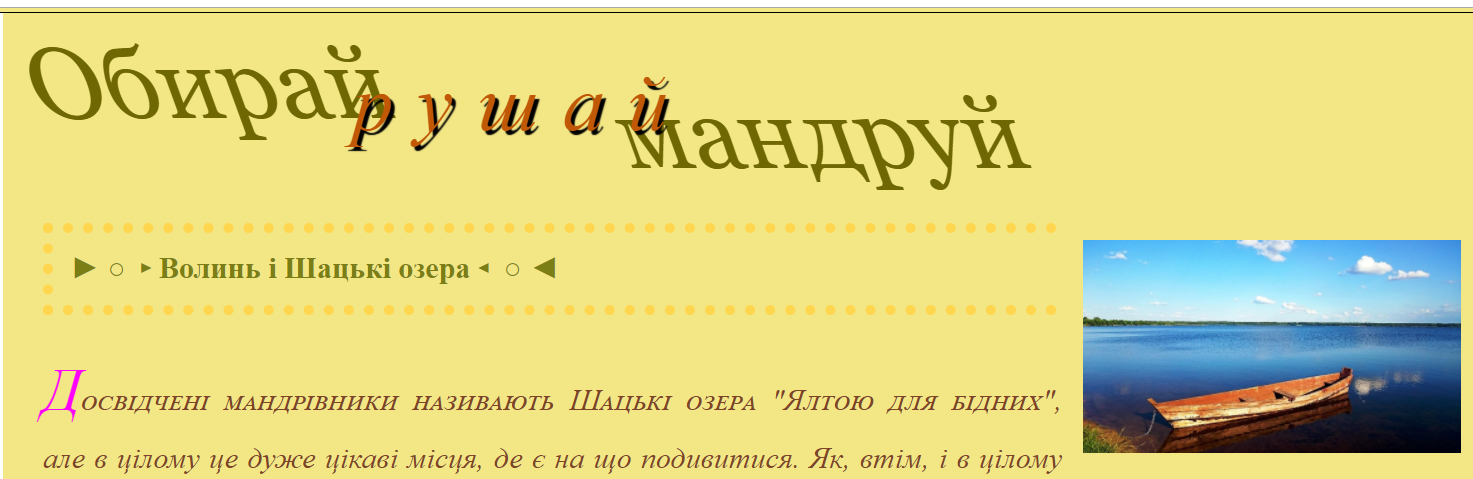 Обирай
рушай
мандруй
► ○ ▸ Волинь і Шацькі озера ◂ ○ ◄
Досвідчені мандрівники називають Шацькі озера "Ялтою для бідних",
але в цілому це дуже цікаві місця, де є на що подивитися. Як, втім, і в цілому